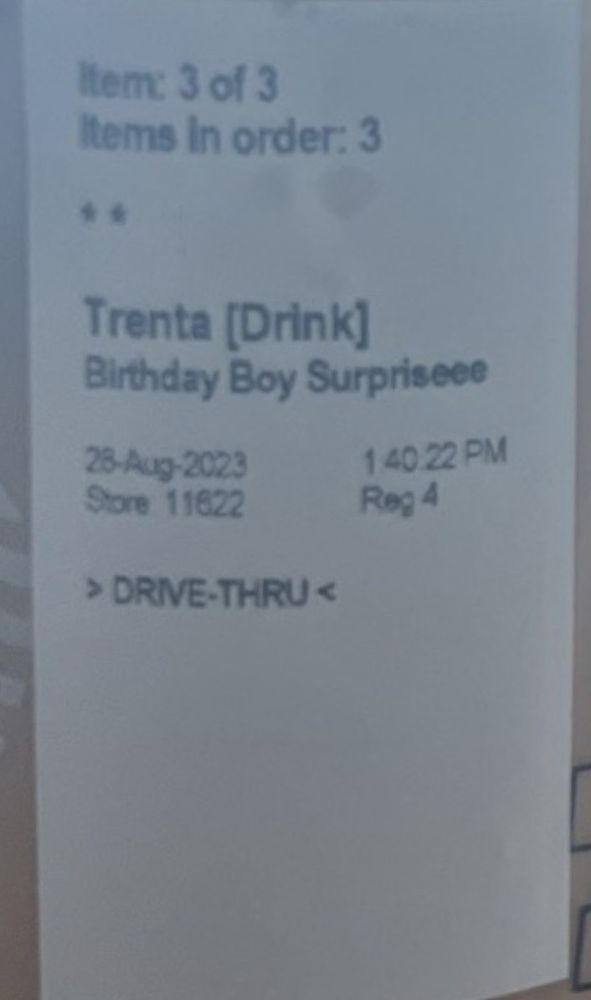 Item: 3 of 3
Items in order: 3
* *
Trenta [Drink]
Birthday Boy Surpriseee
28-Aug-2023 1:40:22 PM
Store 11622 Reg 4
> DRIVE-THRU <